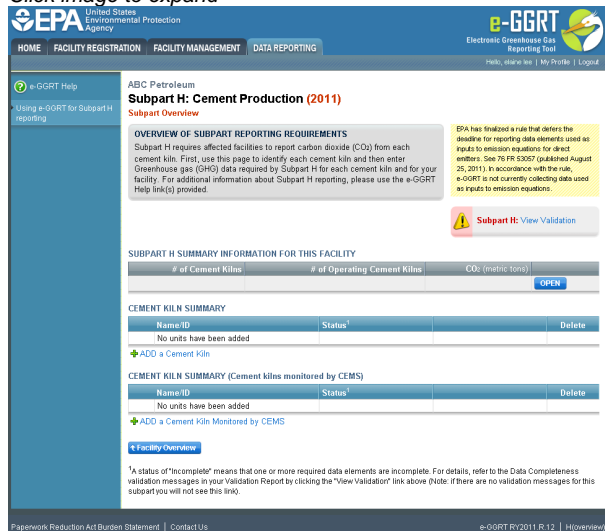 Click image to expand
United States
EPA Environmental Protection
Agency
e-GGRT
Electronic Greenhouse Gas
Reporting Tool
HOME FACILITY REGISTRATION FACILITY MANAGEMENT DATA REPORTING
Hello, elaine lee | My Profile | Logout
e-GGRT Help
Using e-GGRT for Subpart H
reporting
ABC Petroleum
Subpart H: Cement Production (2011)
Subpart Overview
OVERVIEW OF SUBPART REPORTING REQUIREMENTS
Subpart H requires affected facilities to report carbon dioxide (CO₂) from each
cement kiln. First, use this page to identify each cement kiln and then enter
Greenhouse gas (GHG) data required by Subpart H for each cement kiln and for your
facility. For additional information about Subpart H reporting, please use the e-GGRT
Help link(s) provided.
EPA has finalized a rule that defers the
deadline for reporting data elements used as
inputs to emission equations for direct
emitters. See 76 FR 53057 (published August
25, 2011). In accordance with the rule,
e-GGRT is not currently collecting data used
as inputs to emission equations.
Subpart H: View Validation
SUBPART H SUMMARY INFORMATION FOR THIS FACILITY
# of Cement Kilns # of Operating Cement Kilns CO₂ (metric tons)
OPEN
CEMENT KILN SUMMARY
Name/ID Status¹ Delete
No units have been added
ADD a Cement Kiln
CEMENT KILN SUMMARY (Cement kilns monitored by CEMS)
Name/ID Status¹ Delete
No units have been added
ADD a Cement Kiln Monitored by CEMS
Facility Overview
¹A status of "Incomplete" means that one or more required data elements are incomplete. For details, refer to the Data Completeness
validation messages in your Validation Report by clicking the "View Validation" link above (Note: if there are no validation messages for this
subpart you will not see this link).
Paperwork Reduction Act Burden Statement | Contact Us
e-GGRT RY2011.R.12 | H(overview)